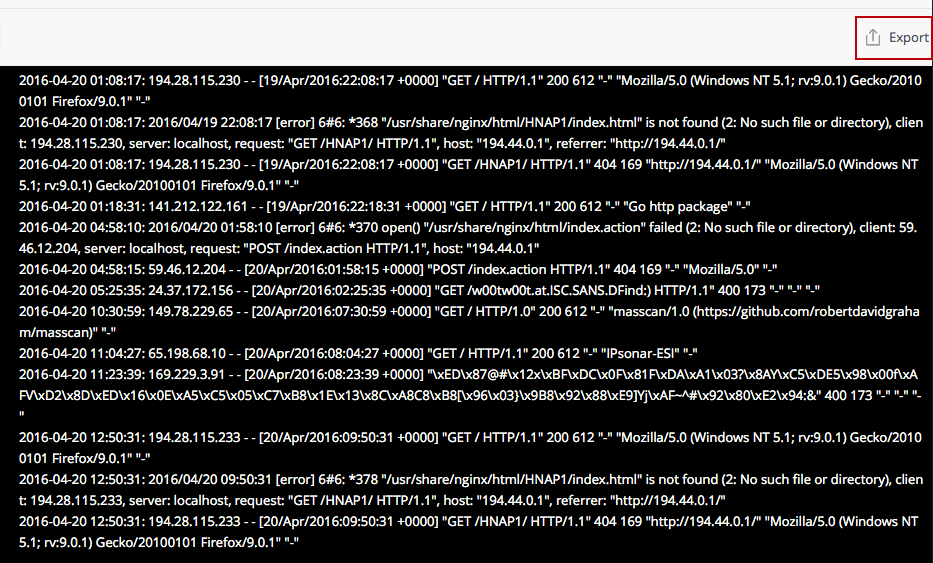 Export
2016-04-20 01:08:17: 194.28.115.230 - - [19/Apr/2016:22:08:17 +0000] "GET / HTTP/1.1" 200 612 "-" "Mozilla/5.0 (Windows NT 5.1; rv:9.0.1) Gecko/2010
0101 Firefox/9.0.1" "-"
2016-04-20 01:08:17: 2016/04/19 22:08:17 [error] 6#6: *368 "/usr/share/nginx/html/HNAP1/index.html" is not found (2: No such file or directory), clien
t: 194.28.115.230, server: localhost, request: "GET /HNAP1/ HTTP/1.1", host: "194.44.0.1", referrer: "http://194.44.0.1/"
2016-04-20 01:08:17: 194.28.115.230 - - [19/Apr/2016:22:08:17 +0000] "GET /HNAP1/ HTTP/1.1" 404 169 "http://194.44.0.1/" "Mozilla/5.0 (Windows NT
5.1; rv:9.0.1) Gecko/20100101 Firefox/9.0.1" "-"
2016-04-20 01:18:31: 141.212.122.161 - - [19/Apr/2016:22:18:31 +0000] "GET / HTTP/1.1" 200 612 "-" "Go http package" "-"
2016-04-20 04:58:10: 2016/04/20 01:58:10 [error] 6#6: *370 open() "/usr/share/nginx/html/index.action" failed (2: No such file or directory), client: 59.
46.12.204, server: localhost, request: "POST /index.action HTTP/1.1", host: "194.44.0.1"
2016-04-20 04:58:15: 59.46.12.204 - - [20/Apr/2016:01:58:15 +0000] "POST /index.action HTTP/1.1" 404 169 "-" "Mozilla/5.0" "-"
2016-04-20 05:25:35: 24.37.172.156 - - [20/Apr/2016:02:25:35 +0000] "GET /w00tw00t.at.ISC.SANS.DFind:) HTTP/1.1" 400 173 "-" "-" "-"
2016-04-20 10:30:59: 149.78.229.65 - - [20/Apr/2016:07:30:59 +0000] "GET / HTTP/1.0" 200 612 "-" "masscan/1.0 (https://github.com/robertdavidgraha
m/masscan)" "-"
2016-04-20 11:04:27: 65.198.68.10 - - [20/Apr/2016:08:04:27 +0000] "GET / HTTP/1.1" 200 612 "-" "IPsonar-ESI" "-"
2016-04-20 11:23:39: 169.229.3.91 - - [20/Apr/2016:08:23:39 +0000] "\xED\x87@#\x12x\xBF\xDC\x0F\x81F\xDA\xA1\x03?\x8AY\xC5\xDE5\x98\x00f\xA
FV\xD2\x8D\xED\x16\x0E\xA5\xC5\x05\xC7\xB8\x1E\x13\x8C\xA8C8\xB8[\x96\x03}\x9B8\x92\x88\xE9]Yj\xAF~^#\x92\x80\xE2\x94:&" 400 173 "-" "-" "-
"
2016-04-20 12:50:31: 194.28.115.233 - - [20/Apr/2016:09:50:31 +0000] "GET / HTTP/1.1" 200 612 "-" "Mozilla/5.0 (Windows NT 5.1; rv:9.0.1) Gecko/2010
0101 Firefox/9.0.1" "-"
2016-04-20 12:50:31: 2016/04/20 09:50:31 [error] 6#6: *378 "/usr/share/nginx/html/HNAP1/index.html" is not found (2: No such file or directory), clien
t: 194.28.115.233, server: localhost, request: "GET /HNAP1/ HTTP/1.1", host: "194.44.0.1", referrer: "http://194.44.0.1/"
2016-04-20 12:50:31: 194.28.115.233 - - [20/Apr/2016:09:50:31 +0000] "GET /HNAP1/ HTTP/1.1" 404 169 "http://194.44.0.1/" "Mozilla/5.0 (Windows NT
5.1; rv:9.0.1) Gecko/20100101 Firefox/9.0.1" "-"